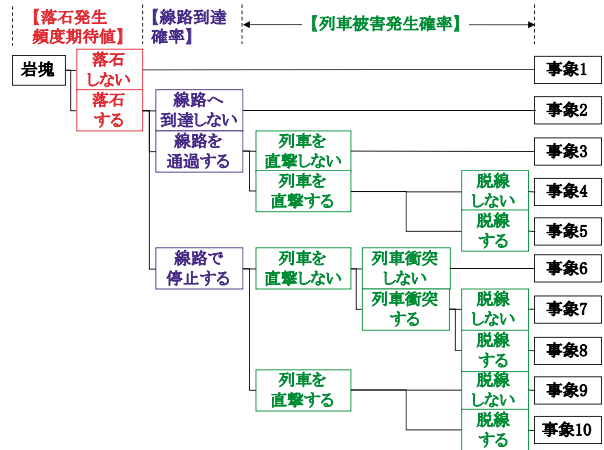 【落石発生
頻度期待値】
【線路到達
確率】
【列車被害発生確率】
岩塊
落石
しない
事象1
落石
する
線路へ
到達しない
事象2
線路を
通過する
列車を
直撃しない
事象3
列車を
直撃する
脱線
しない
事象4
脱線
する
事象5
線路で
停止する
列車を
直撃しない
列車衝突
しない
事象6
列車衝突
する
脱線
しない
事象7
脱線
する
事象8
列車を
直撃する
脱線
しない
事象9
脱線
する
事象10